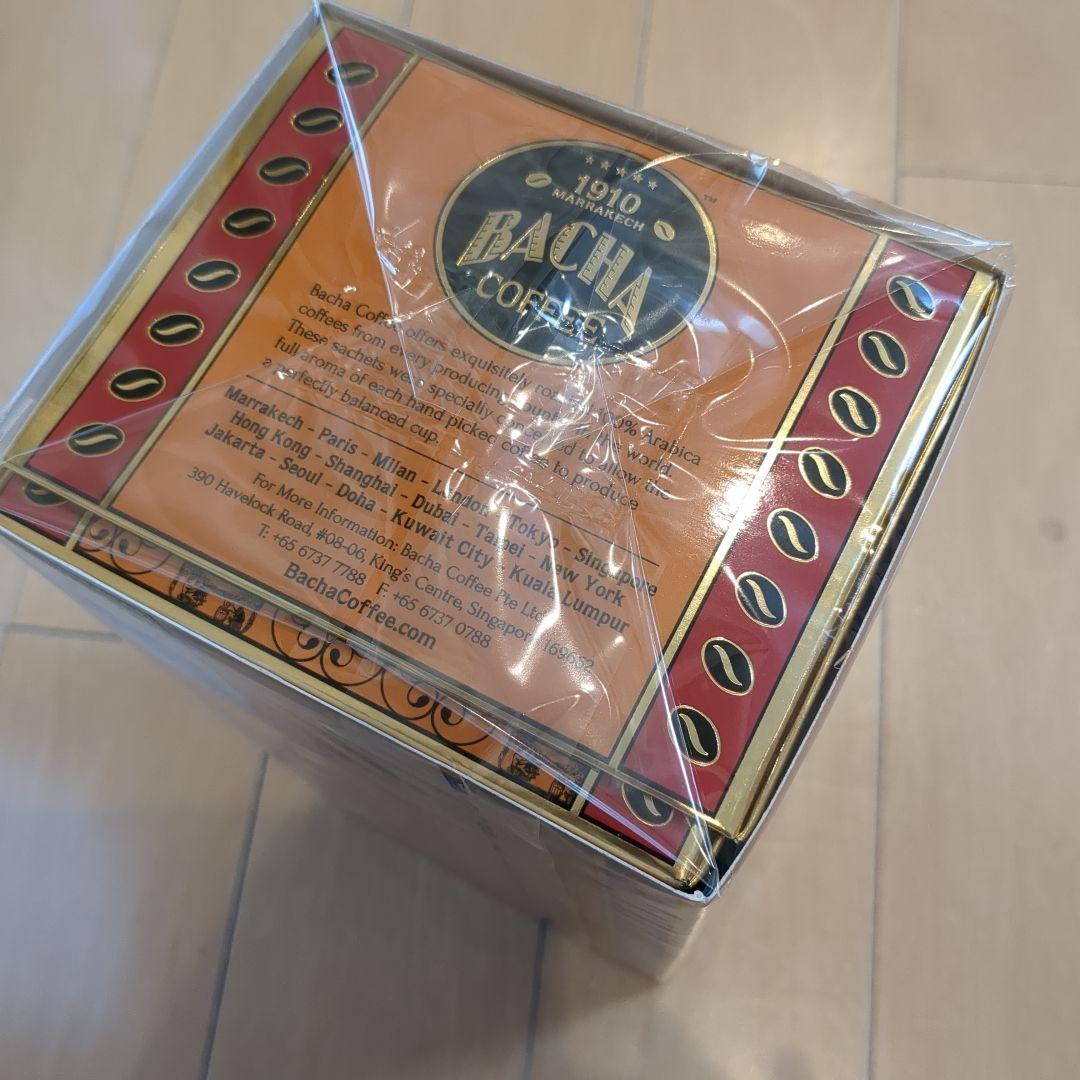 1910
MARRAKECH
BACHA
COFFEE
TM
Bacha Coffee offers exquisitely roasted 100% Arabica
coffees from every producing country in the world.
These sachets were specially conceived to allow the
full aroma of each hand picked coffee to produce
a perfectly balanced cup.
Marrakech - Paris - Milan - London - Tokyo - Singapore
Hong Kong - Shanghai - Dubai - Taipei - New York
Jakarta - Seoul - Doha - Kuwait City - Kuala Lumpur
For More Information: Bacha Coffee Pte Ltd
390 Havelock Road, #08-06, King's Centre, Singapore 169662
T: +65 6737 7788 F: +65 6737 0788
BachaCoffee.com